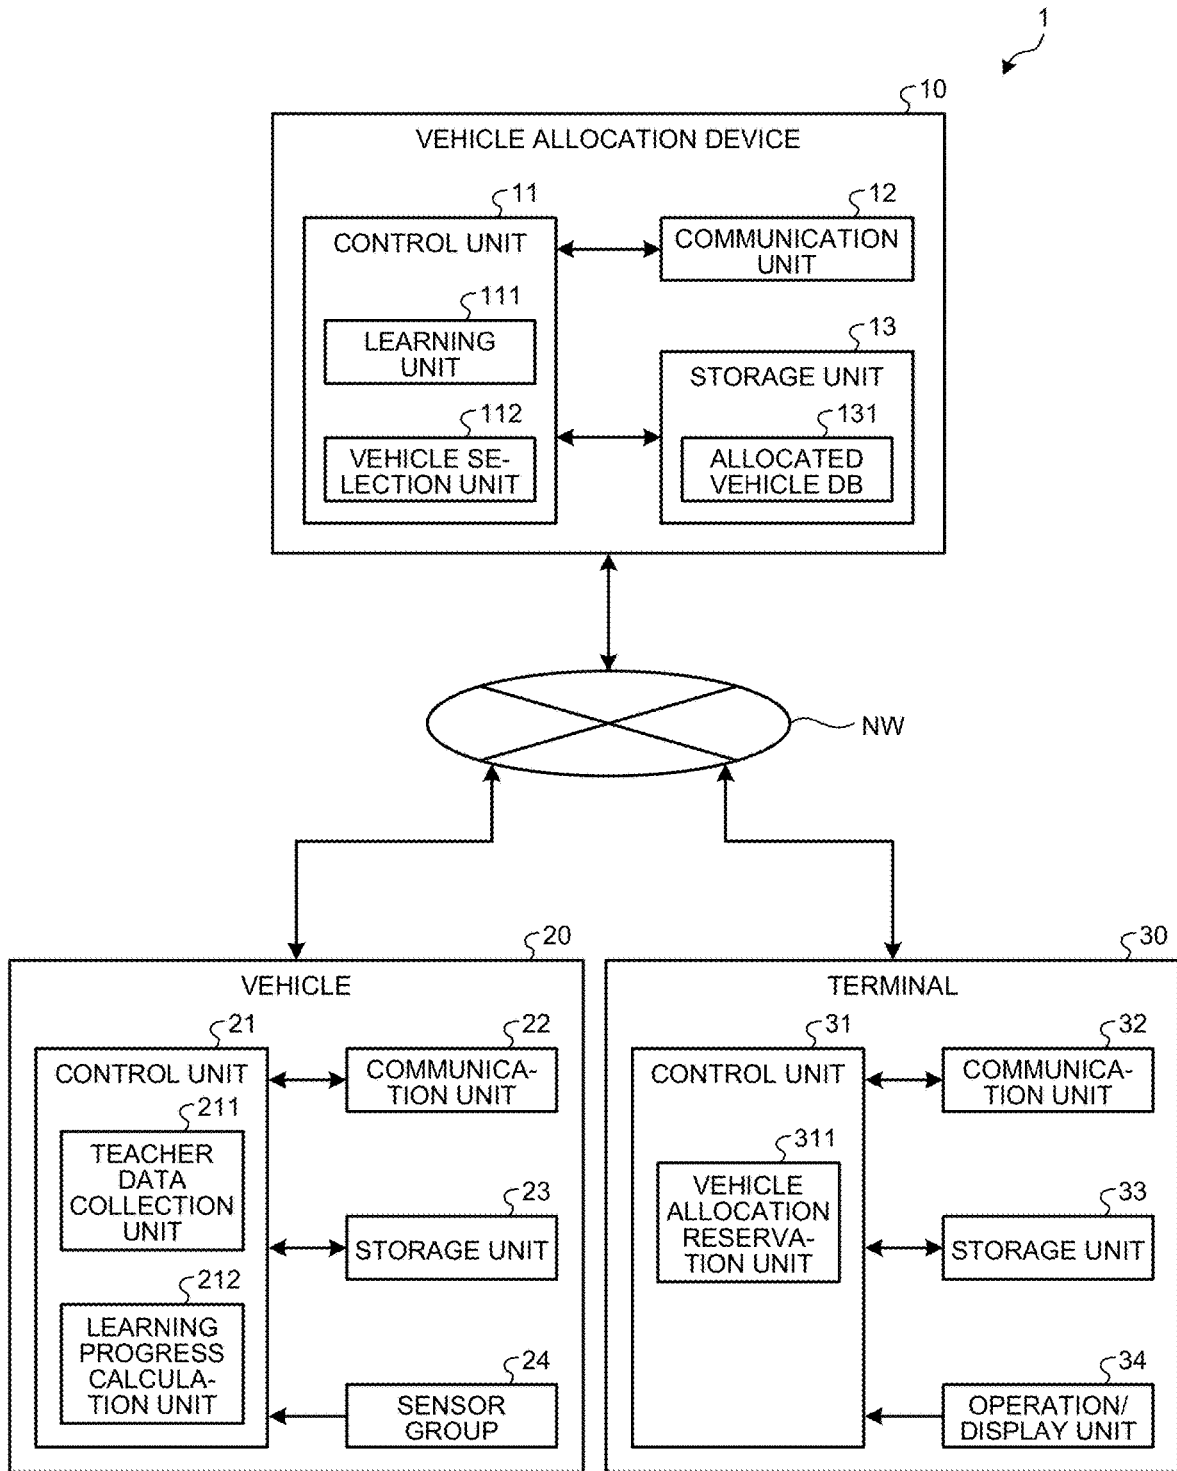 1
10
VEHICLE ALLOCATION DEVICE
11
CONTROL UNIT
12
COMMUNICATION
UNIT
111
LEARNING
UNIT
13
STORAGE UNIT
112
VEHICLE SE-
LECTION UNIT
131
ALLOCATED
VEHICLE DB
NW
20
VEHICLE
21
CONTROL UNIT
22
COMMUNICA-
TION UNIT
211
TEACHER
DATA
COLLECTION
UNIT
23
STORAGE UNIT
212
LEARNING
PROGRESS
CALCULA-
TION UNIT
24
SENSOR
GROUP
30
TERMINAL
31
CONTROL UNIT
32
COMMUNICA-
TION UNIT
311
VEHICLE
ALLOCATION
RESERVA-
TION UNIT
33
STORAGE UNIT
34
OPERATION/
DISPLAY UNIT